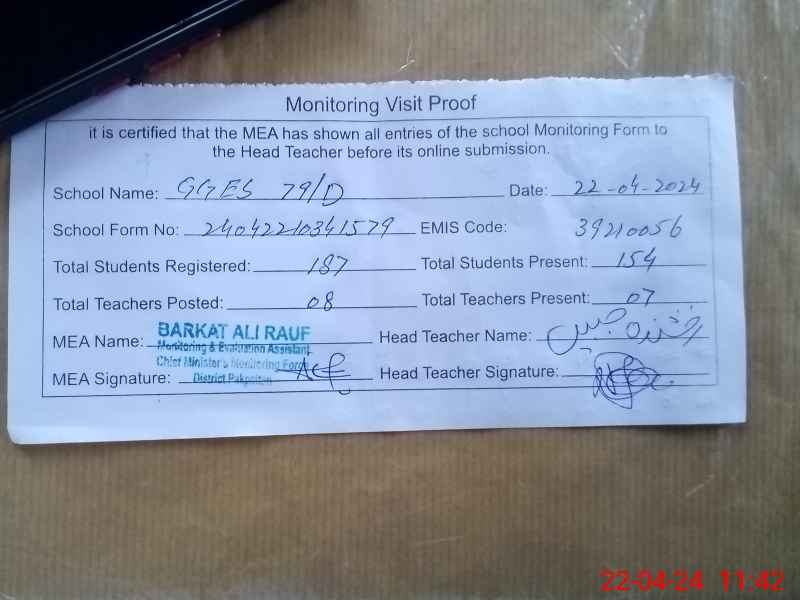 Monitoring Visit Proof
it is certified that the MEA has shown all entries of the school Monitoring Form to
the Head Teacher before its online submission.
School Name: GGES 79/D Date: 22-04-2024
School Form No: 24042210341579 EMIS Code: 39210056
Total Students Registered: 187 Total Students Present: 154
Total Teachers Posted: 08 Total Teachers Present: 07
MEA Name: BARKAT ALI RAUF Head Teacher Name:
Monitoring & Evaluation Assistant
Chief Minister's Monitoring Force
MEA Signature: District Pakpattan Head Teacher Signature:
22-04-24 11:42